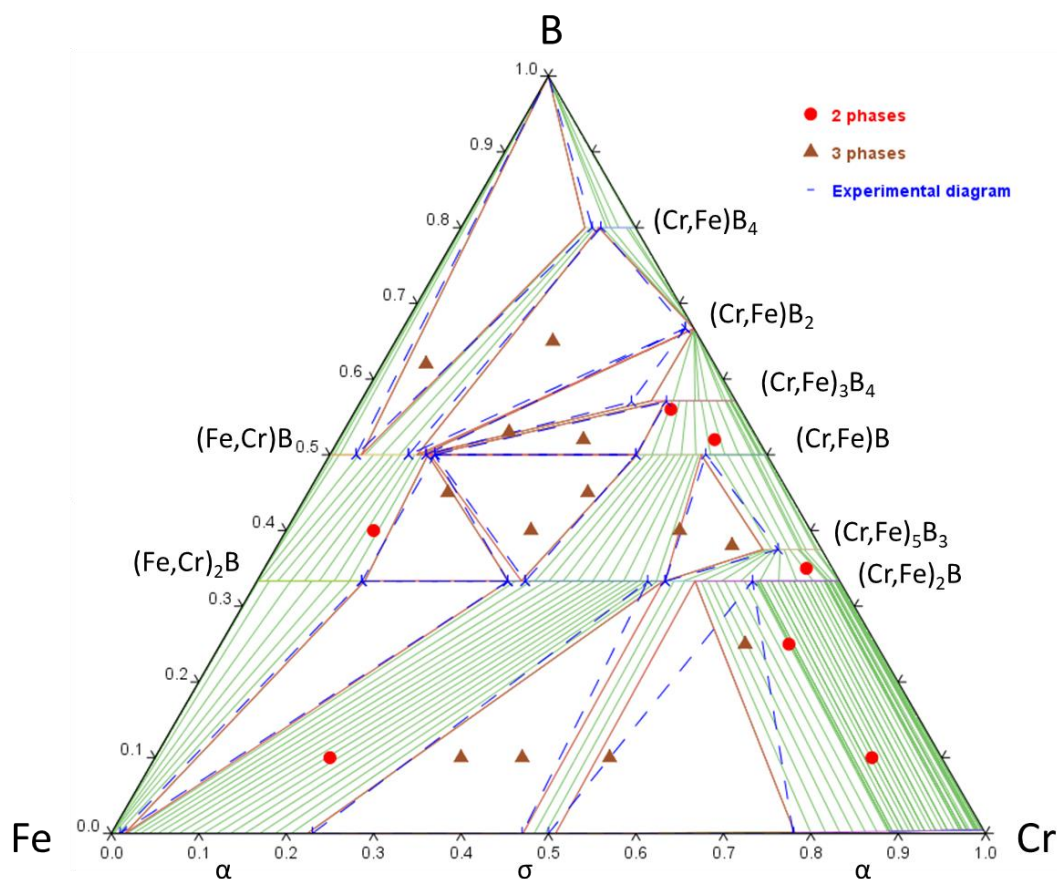 B
1.0
2 phases
0.9
3 phases
Experimental diagram
0.8
(Cr,Fe)B₄
0.7
(Cr,Fe)B₂
0.6
(Cr,Fe)₃B₄
(Fe,Cr)B
(Cr,Fe)B
0.5
0.4
(Cr,Fe)₅B₃
(Fe,Cr)₂B
(Cr,Fe)₂B
0.3
0.2
0.1
Fe
0.0
Cr
0.0 0.1 0.2 0.3 0.4 0.5 0.6 0.7 0.8 0.9 1.0
α σ α